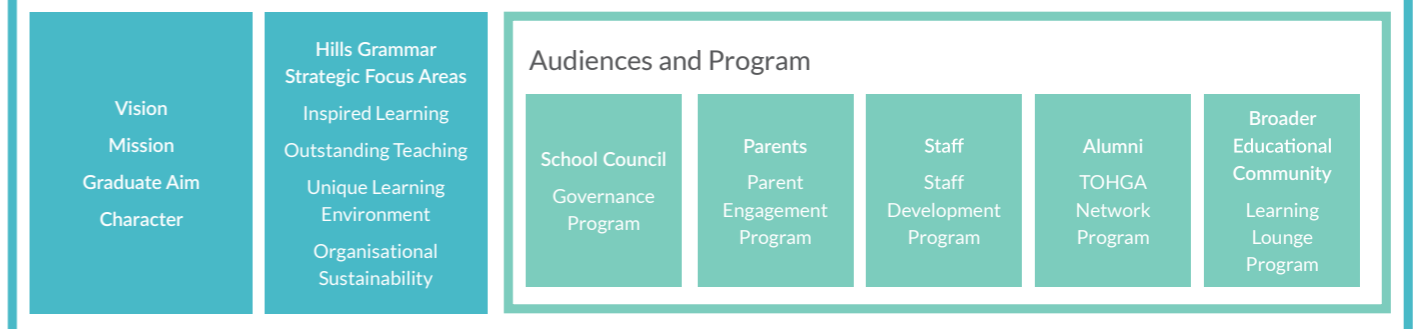 Vision
Mission
Graduate Aim
Character
Hills Grammar
Strategic Focus Areas
Inspired Learning
Outstanding Teaching
Unique Learning
Environment
Organisational
Sustainability
Audiences and Program
School Council
Governance
Program
Parents
Parent
Engagement
Program
Staff
Staff
Development
Program
Alumni
TOHGA
Network
Program
Broader
Educational
Community
Learning
Lounge
Program